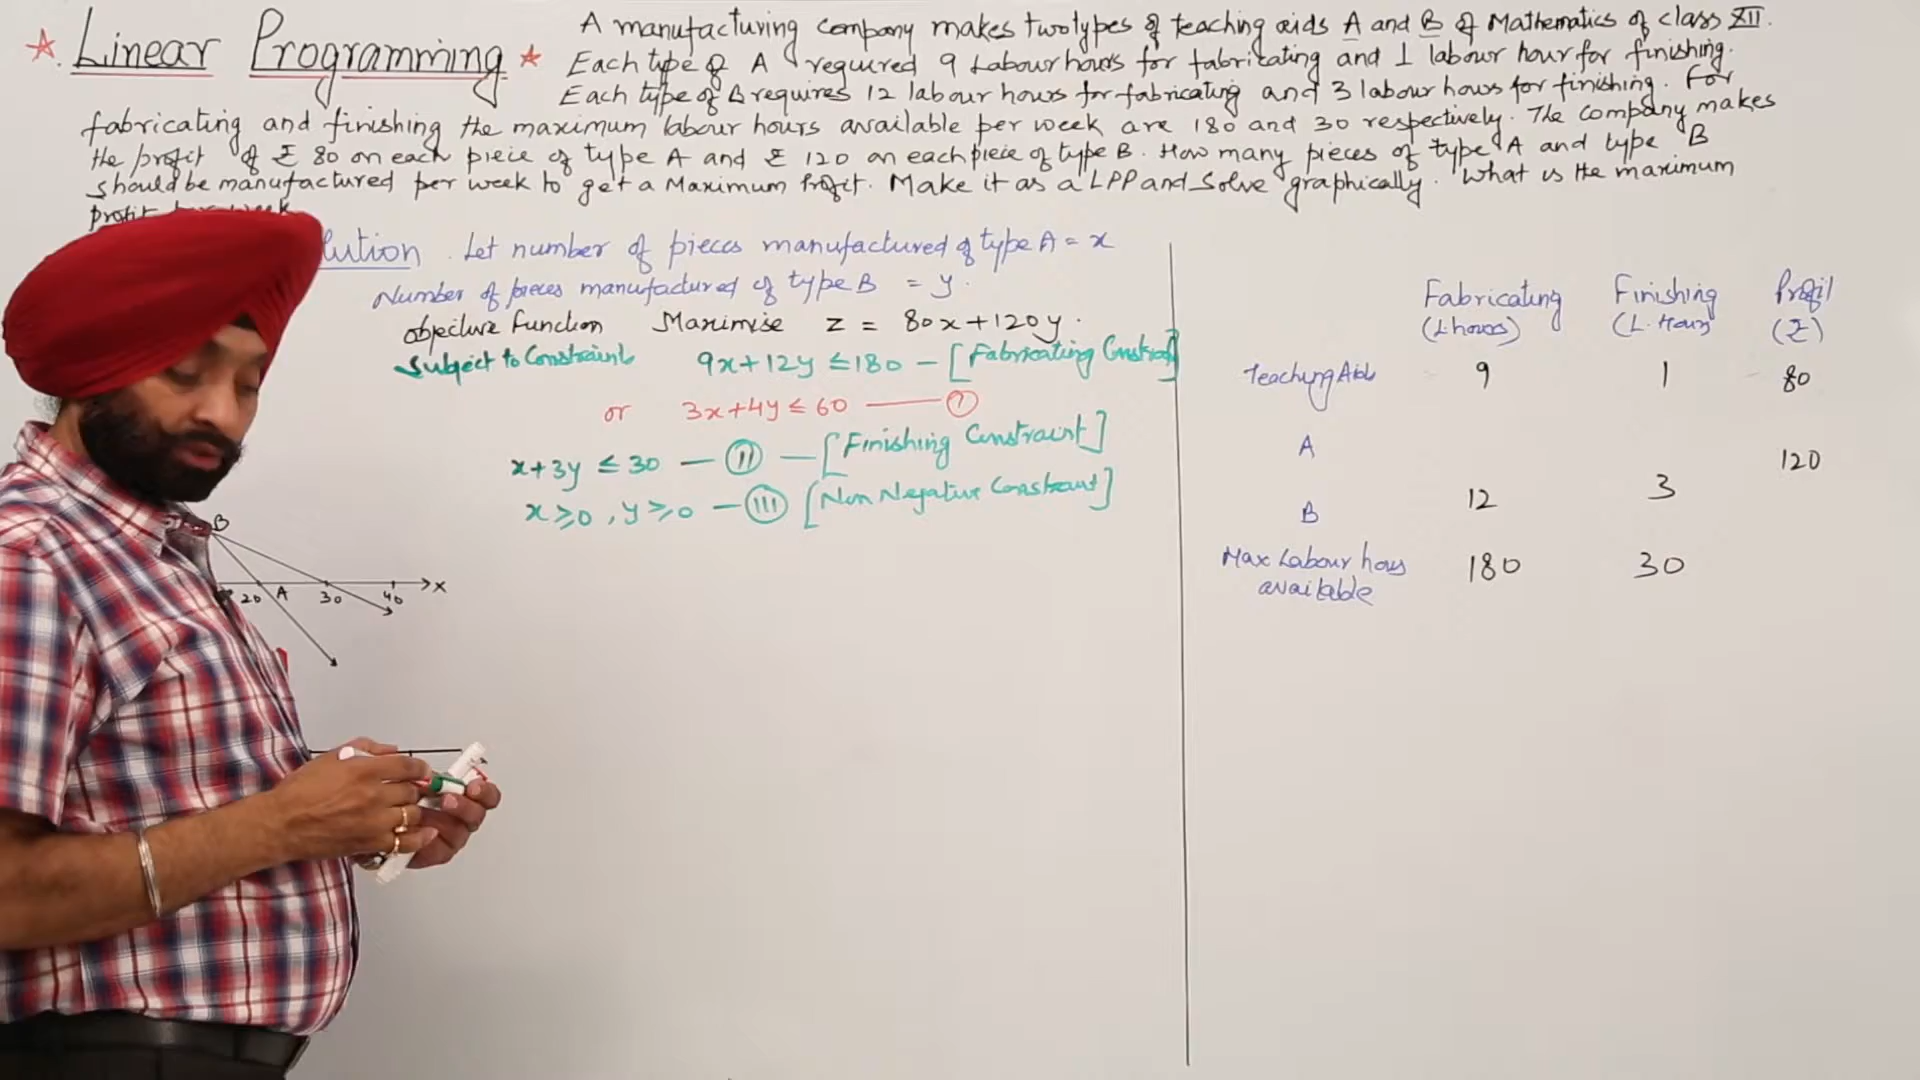 Linear Programming
A manufacturing company makes two types of teaching aids A and B of Mathematics of class XII.
Each type of A required 9 Labour hours for fabricating and 1 labour hour for finishing.
Each type of B requires 12 labour hours for fabricating and 3 labour hours for finishing. For
fabricating and finishing the maximum labour hours available per week are 180 and 30 respectively. The company makes
the profit of ₹ 80 on each piece of type A and ₹ 120 on each piece of type B. How many pieces of type A and type B
should be manufactured per week to get a Maximum Profit. Make it as a LPP and Solve graphically. What is the maximum
profit per week
lution. Let number of pieces manufactured of type A = x
Number of pieces manufactured of type B = y.
Objective function Maximise z = 80x+120y.
Subject to Constraints 9x+12y ≤ 180 - [Fabricating Constraint]
or 3x+4y ≤ 60 — I
x+3y ≤ 30 — II — [Finishing Constraint]
x ≥ 0, y ≥ 0 — III [Non Negative Constraint]
B
X
20 A 30 40
Fabricating Finishing Profit
(L. hours) (L. Hours) (₹)
Teaching Aids 9 1 80
A
120
B 12 3
Max Labour hours 180 30
available